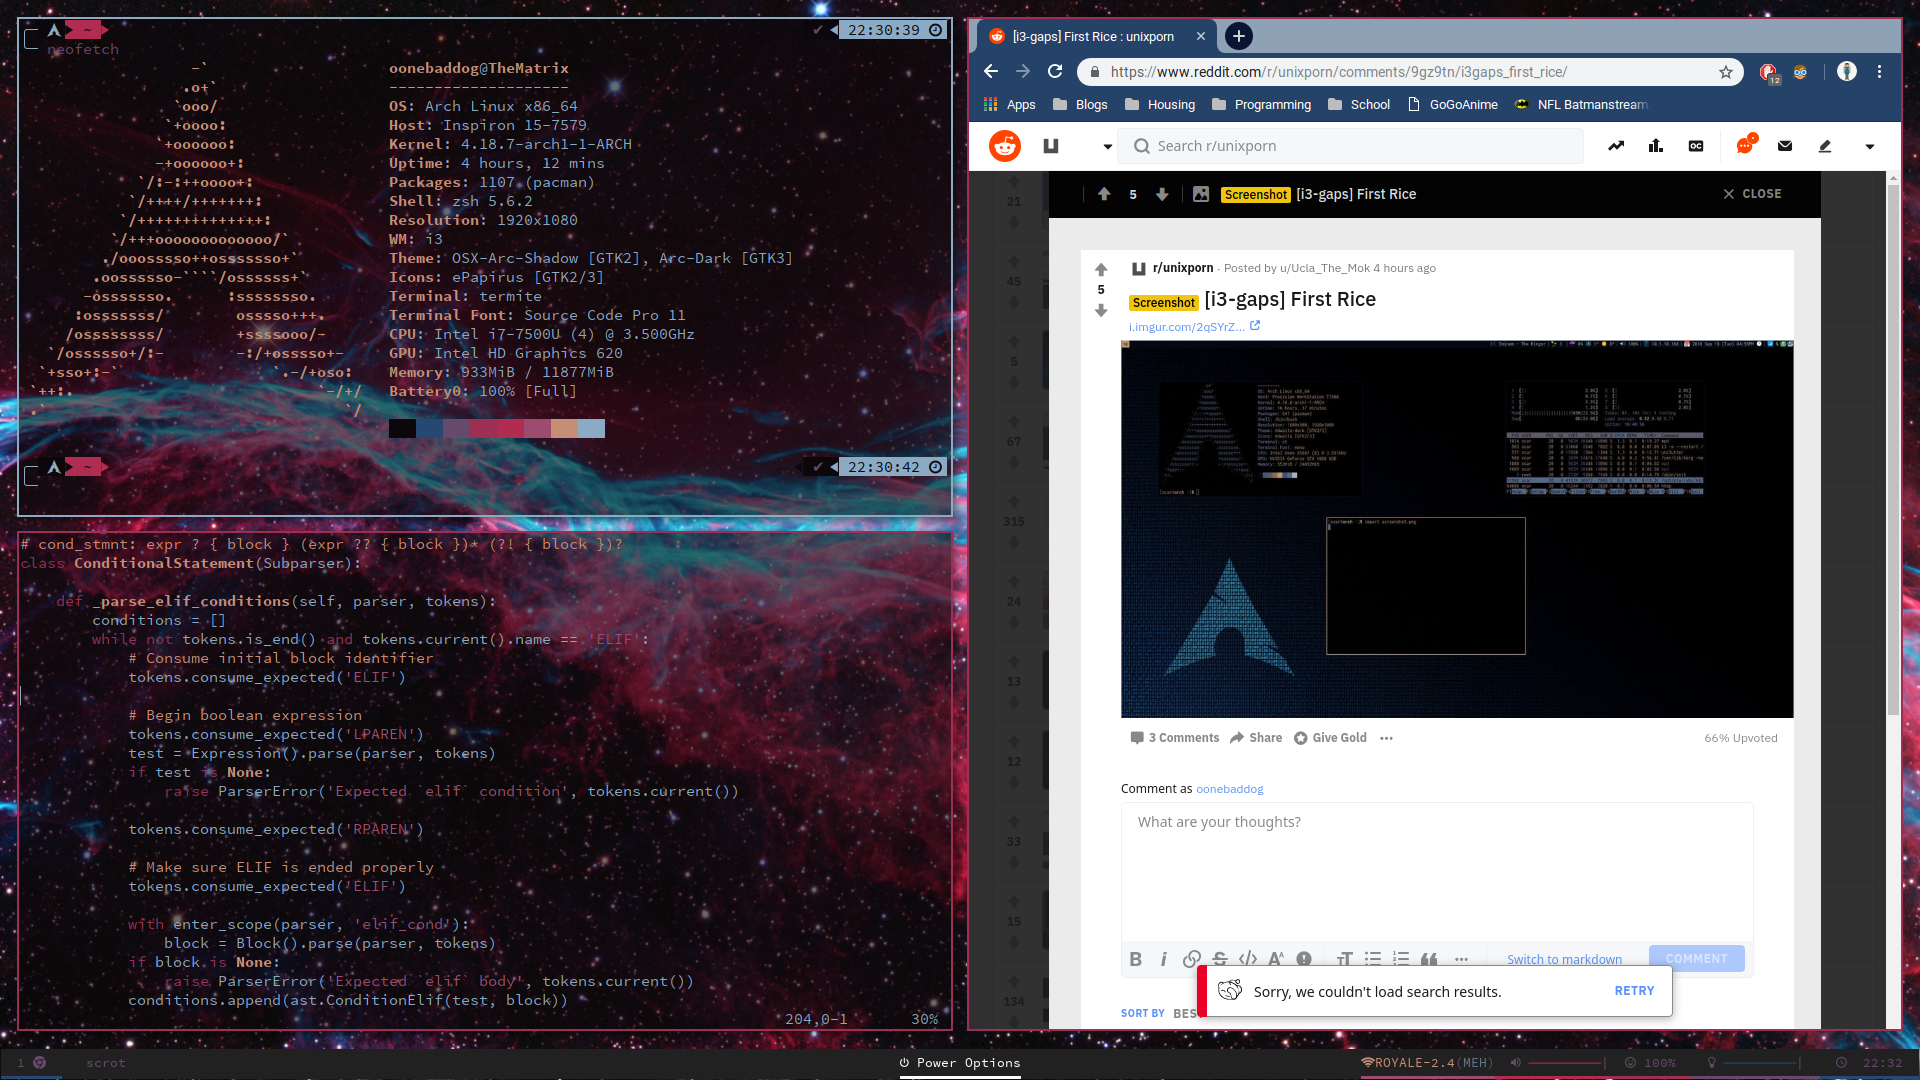 ~
22:30:39
neofetch
oonebaddog@TheMatrix
--------------------
OS: Arch Linux x86_64
Host: Inspiron 15-7579
Kernel: 4.18.7-arch1-1-ARCH
Uptime: 4 hours, 12 mins
Packages: 1107 (pacman)
Shell: zsh 5.6.2
Resolution: 1920x1080
WM: i3
Theme: OSX-Arc-Shadow [GTK2], Arc-Dark [GTK3]
Icons: ePapirus [GTK2/3]
Terminal: termite
Terminal Font: Source Code Pro 11
CPU: Intel i7-7500U (4) @ 3.500GHz
GPU: Intel HD Graphics 620
Memory: 933MiB / 11877MiB
Battery0: 100% [Full]
~
22:30:42
# cond_stmnt: expr ? { block } (expr ?? { block })* (?! { block })?
class ConditionalStatement(Subparser):
def _parse_elif_conditions(self, parser, tokens):
conditions = []
while not tokens.is_end() and tokens.current().name == 'ELIF':
# Consume initial block identifier
tokens.consume_expected('ELIF')
# Begin boolean expression
tokens.consume_expected('LPAREN')
test = Expression().parse(parser, tokens)
if test is None:
raise ParserError('Expected `elif` condition', tokens.current())
tokens.consume_expected('RPAREN')
# Make sure ELIF is ended properly
tokens.consume_expected('ELIF')
with enter_scope(parser, 'elif_cond'):
block = Block().parse(parser, tokens)
if block is None:
raise ParserError('Expected `elif` body', tokens.current())
conditions.append(ast.ConditionElif(test, block))
204,0-1 30%
[i3-gaps] First Rice : unixporn
https://www.reddit.com/r/unixporn/comments/9gz9tn/i3gaps_first_rice/
12
Apps Blogs Housing Programming School GoGoAnime NFL Batmanstream
Search r/unixporn
5 Screenshot [i3-gaps] First Rice CLOSE
21
45
5
67
315
24
13
12
33
15
134
r/unixporn · Posted by u/Ucla_The_Mok 4 hours ago
5
Screenshot [i3-gaps] First Rice
i.imgur.com/2qSYrZ...
3 Comments Share Give Gold 66% Upvoted
Comment as oonebaddog
What are your thoughts?
Switch to markdown COMMENT
Sorry, we couldn't load search results. RETRY
SORT BY BES
1 scrot Power Options ROYALE-2.4(MEH) 100% 22:32